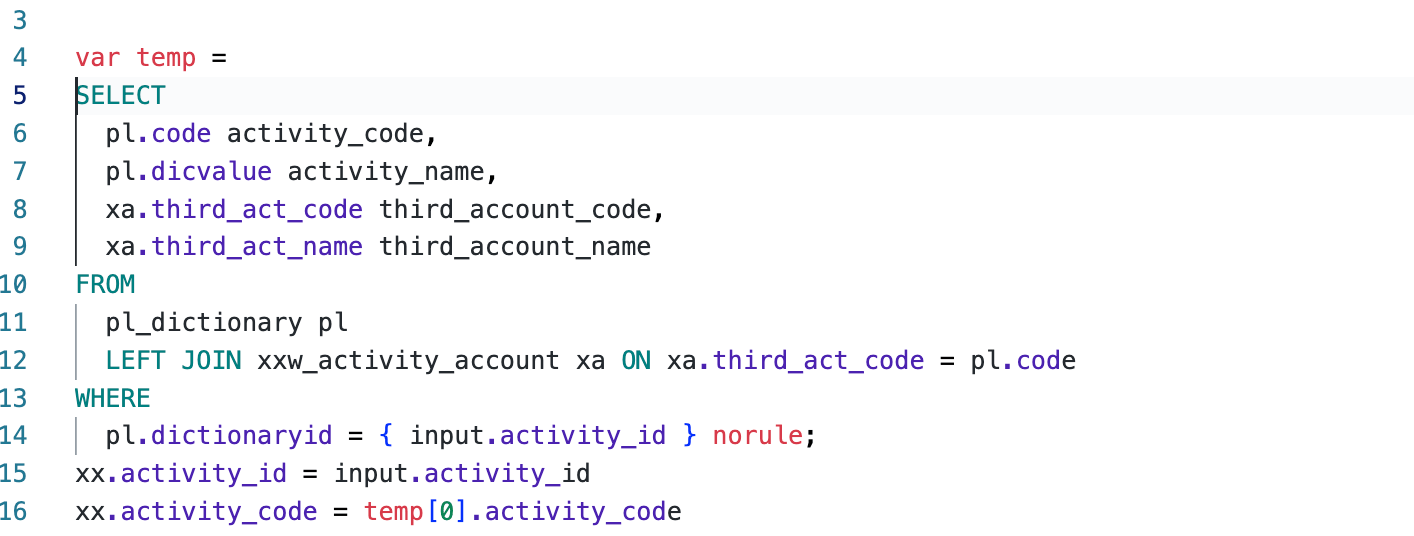 3
4 var temp =
5 SELECT
6 pl.code activity_code,
7 pl.dicvalue activity_name,
8 xa.third_act_code third_account_code,
9 xa.third_act_name third_account_name
10 FROM
11 pl_dictionary pl
12 LEFT JOIN xxw_activity_account xa ON xa.third_act_code = pl.code
13 WHERE
14 pl.dictionaryid = { input.activity_id } norule;
15 xx.activity_id = input.activity_id
16 xx.activity_code = temp[0].activity_code